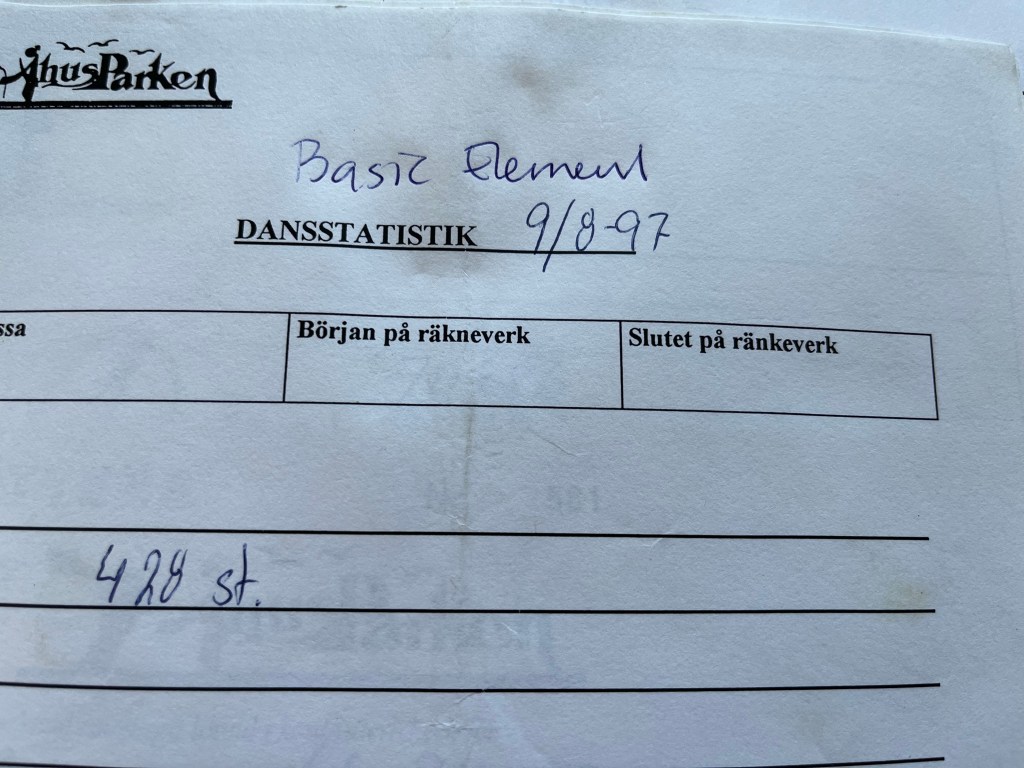 ÅhusParken
Basic Element
DANSSTATISTIK 9/8-97
ssa
Början på räkneverk
Slutet på ränkeverk
428 st.